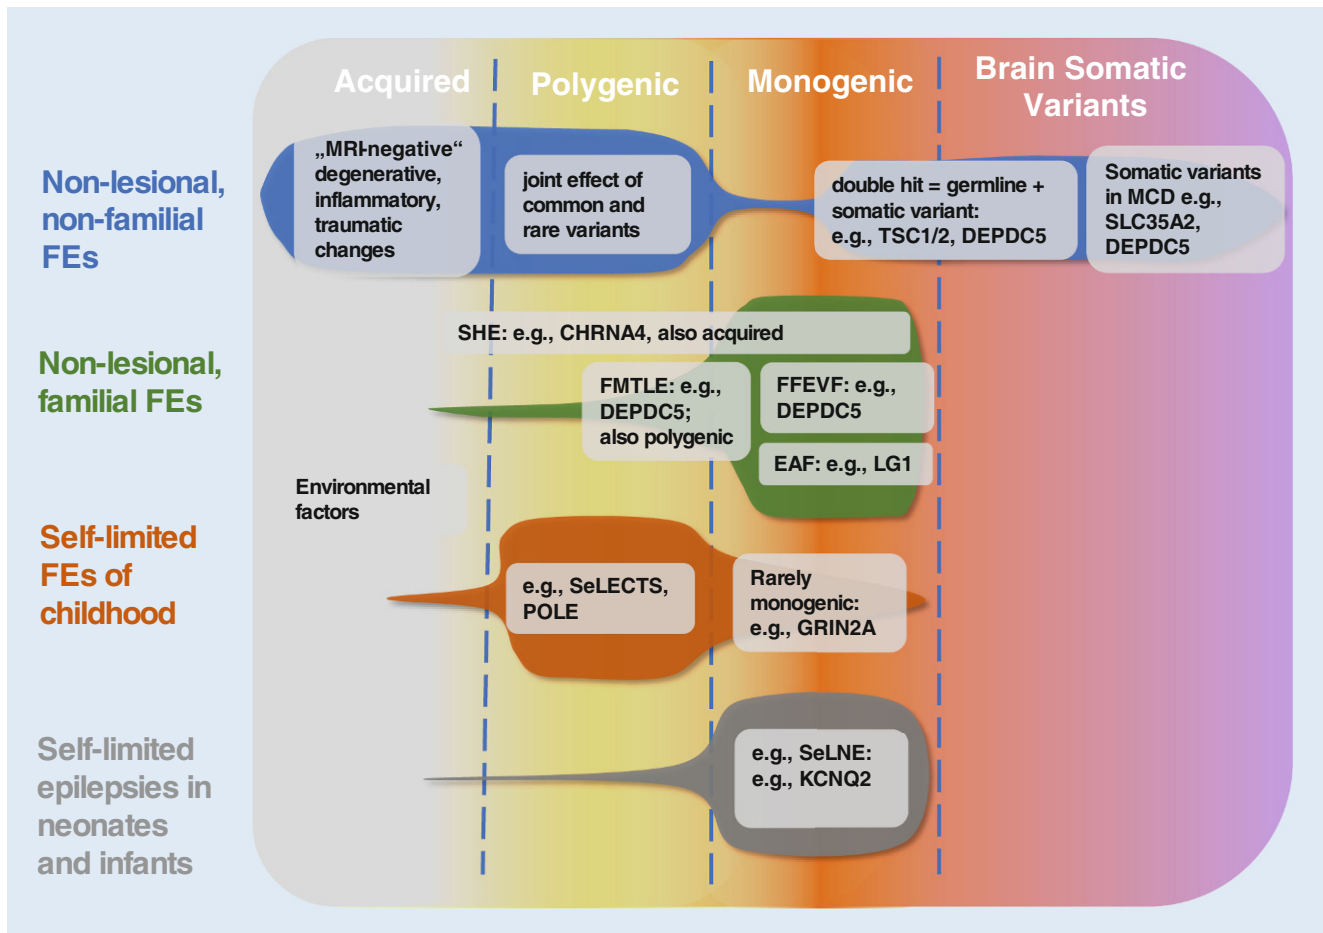 Acquired
Polygenic
Monogenic
Brain Somatic
Variants
Non-lesional,
non-familial
FEs
„MRI-negative“
degenerative,
inflammatory,
traumatic
changes
joint effect of
common and
rare variants
double hit = germline +
somatic variant:
e.g., TSC1/2, DEPDC5
Somatic variants
in MCD e.g.,
SLC35A2,
DEPDC5
Non-lesional,
familial FEs
SHE: e.g., CHRNA4, also acquired
FMTLE: e.g.,
DEPDC5;
also polygenic
FFEVF: e.g.,
DEPDC5
EAF: e.g., LG1
Environmental
factors
Self-limited
FEs of
childhood
e.g., SeLECTS,
POLE
Rarely
monogenic:
e.g., GRIN2A
Self-limited
epilepsies in
neonates
and infants
e.g., SeLNE:
e.g., KCNQ2